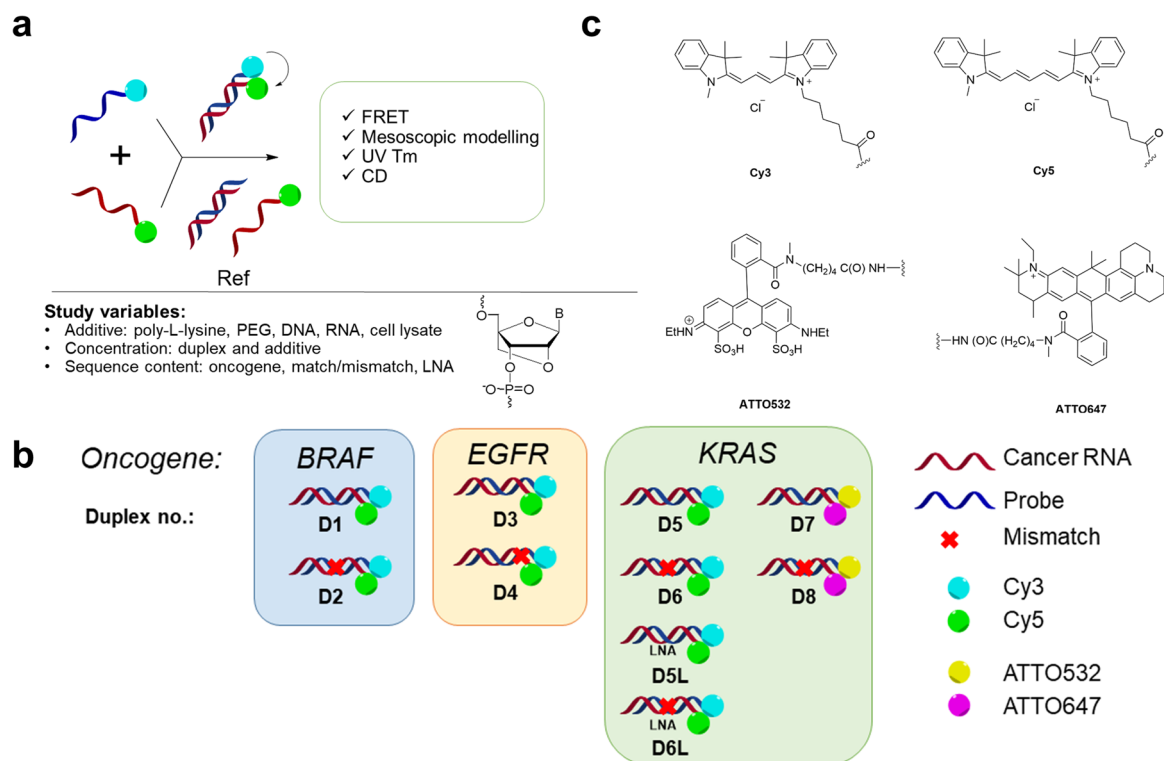 a
✓ FRET
✓ Mesoscopic modelling
✓ UV Tm
✓ CD
+
Ref
Study variables:
• Additive: poly-L-lysine, PEG, DNA, RNA, cell lysate
• Concentration: duplex and additive
• Sequence content: oncogene, match/mismatch, LNA
O
O
B
O
O
⁻O-P=O
c
N
N⁺
Cl⁻
O
Cy3
N
N⁺
Cl⁻
O
Cy5
N
(CH₂)₄ C(O) NH
O
EtHN
⊕
O
NHEt
SO₃H
SO₃H
ATTO532
N
+
N
O
HN (O)C (H₂C)₄
N
ATTO647
b
Oncogene:
BRAF
EGFR
KRAS
Duplex no.:
D1
D2
D3
D4
D5
D7
D6
D8
LNA
D5L
LNA
D6L
Cancer RNA
Probe
Mismatch
Cy3
Cy5
ATTO532
ATTO647